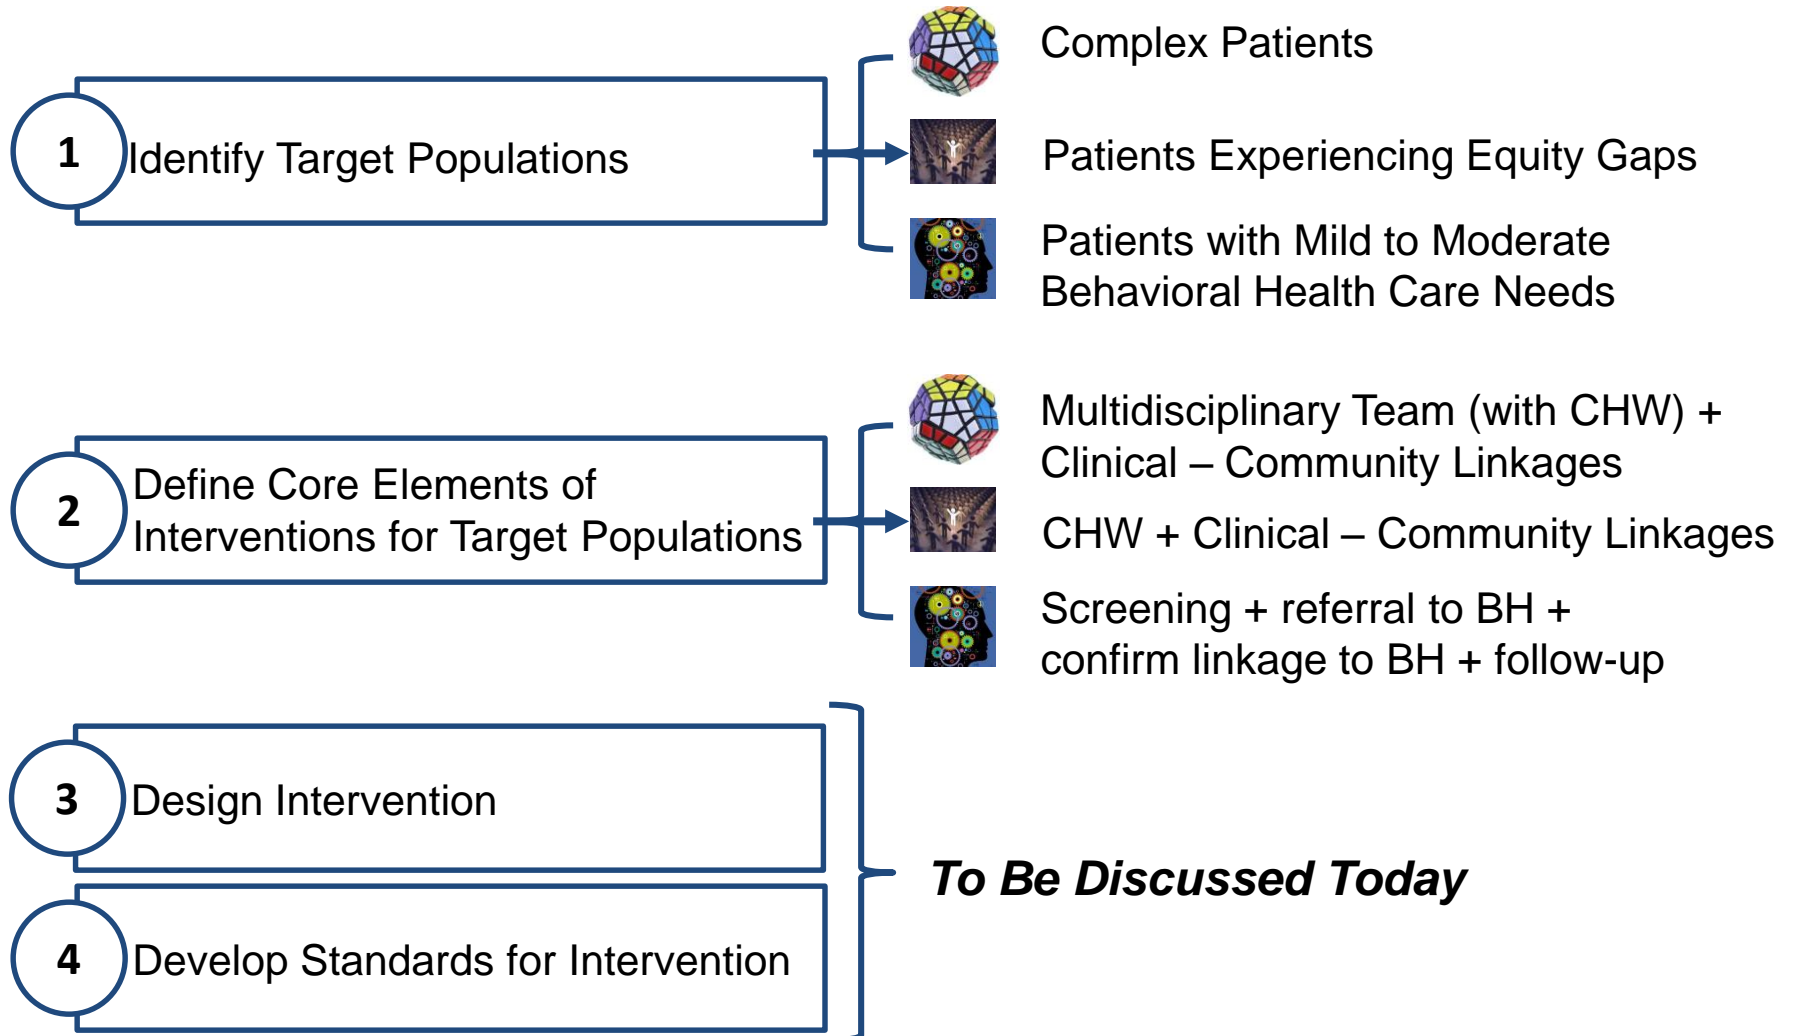 1
Identify Target Populations
Complex Patients
Patients Experiencing Equity Gaps
Patients with Mild to Moderate
Behavioral Health Care Needs
2
Define Core Elements of
Interventions for Target Populations
Multidisciplinary Team (with CHW) +
Clinical – Community Linkages
CHW + Clinical – Community Linkages
Screening + referral to BH +
confirm linkage to BH + follow-up
3
Design Intervention
4
Develop Standards for Intervention
To Be Discussed Today